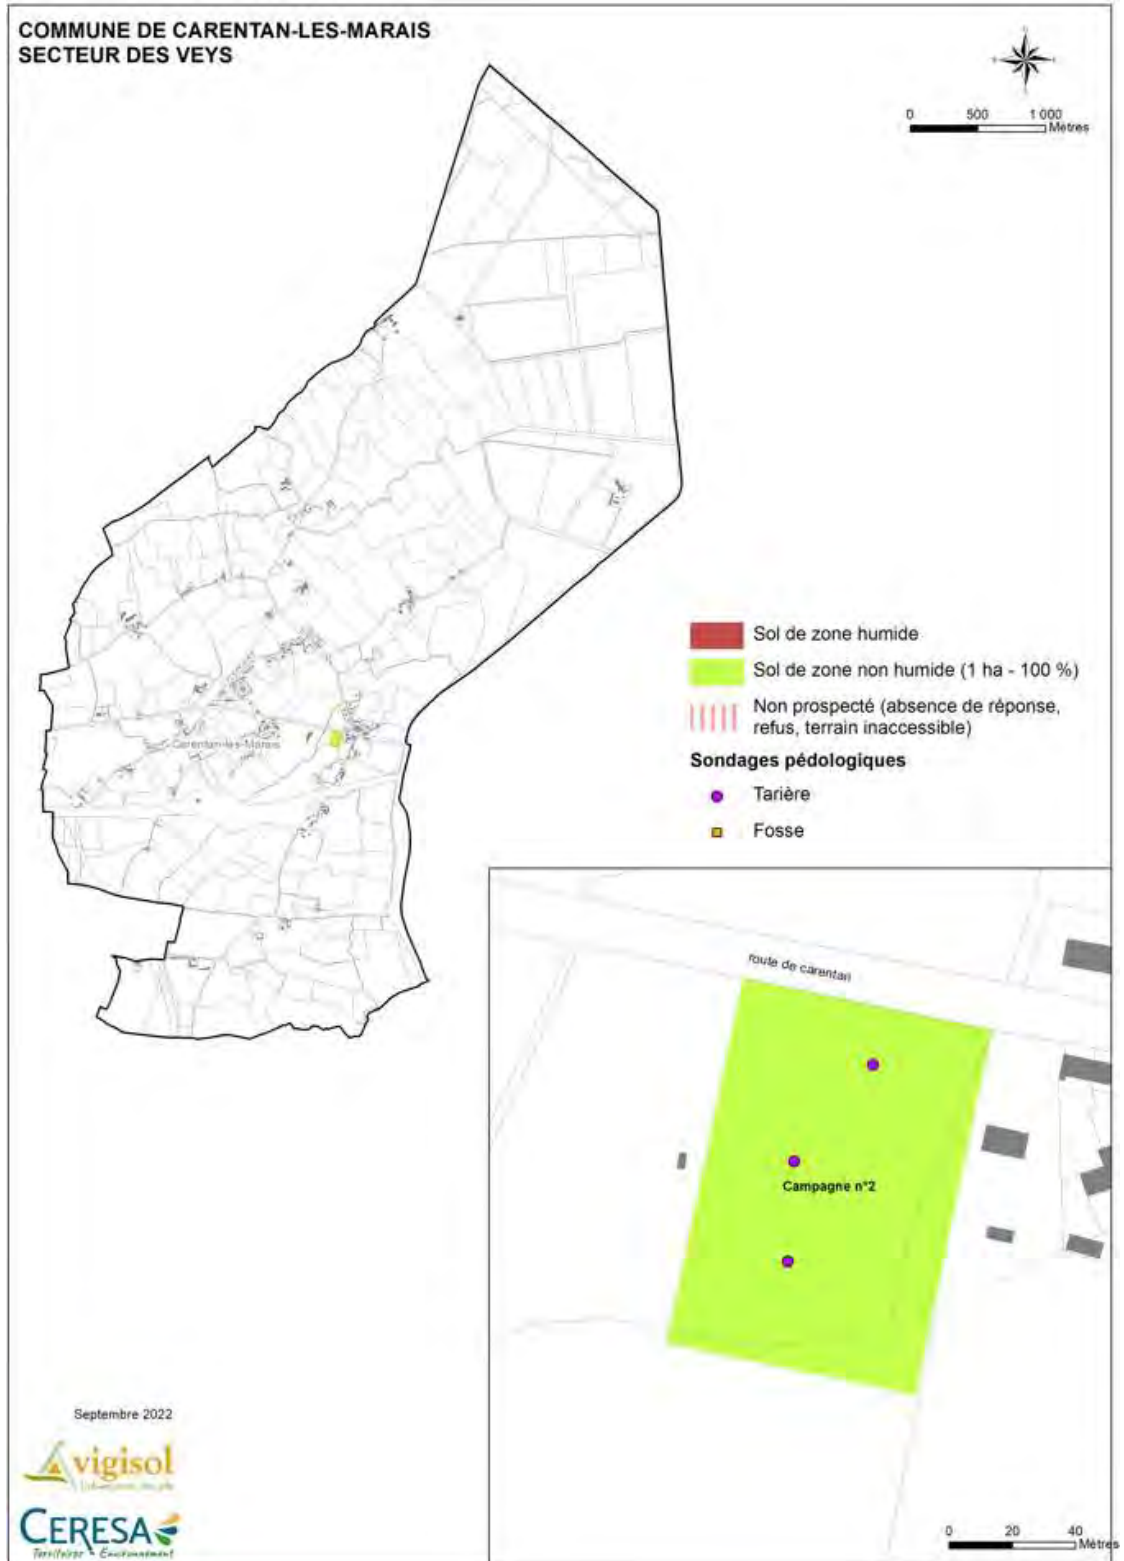 COMMUNE DE CARENTAN-LES-MARAIS
SECTEUR DES VEYS
0 500 1 000
Mètres
Carentan-les-Marais
Sol de zone humide
Sol de zone non humide (1 ha - 100 %)
Non prospecté (absence de réponse,
refus, terrain inaccessible)
Sondages pédologiques
Tarière
Fosse
route de carentan
Campagne n°2
Septembre 2022
vigisol
CERESA
Territoires Environnement
0 20 40
Mètres